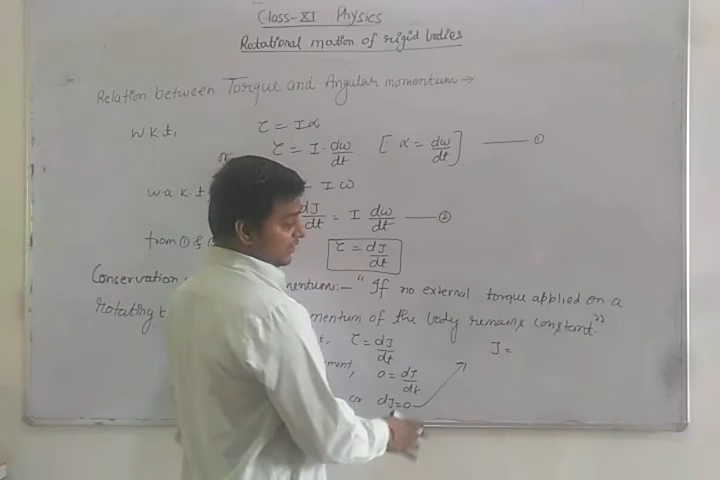 Class-XI Physics
Rotational motion of rigid bodies
Relation between Torque and Angular momentum →
w k t, τ = Iα
or τ = I · dω/dt [ α = dω/dt ] —— ①
w a k t = Iω
dJ/dt = I dω/dt —— ②
from ① &
τ = dJ/dt
Conservation mentum:— " If no external torque applied on a
rotating mentum of the body remains constant."
t, τ = dJ/dt J =
ment, 0 = dJ/dt
or dJ = 0